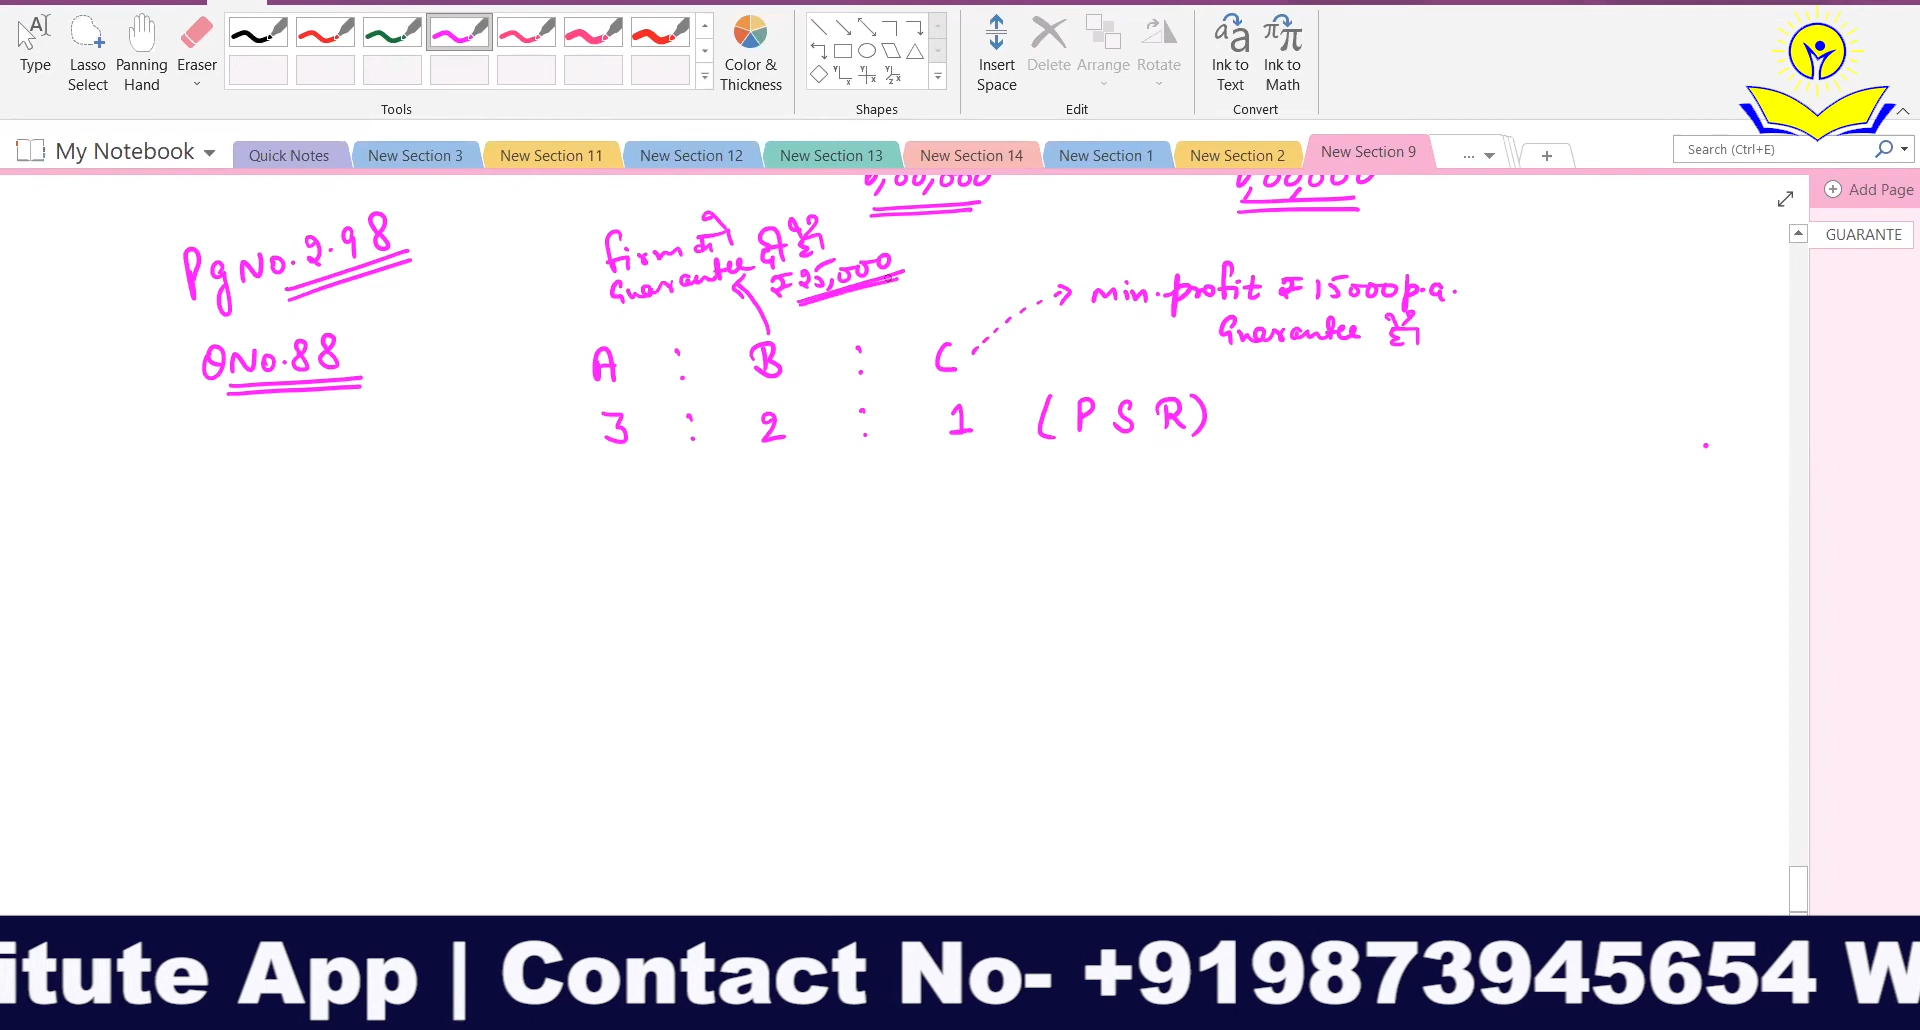 Type
Lasso Select
Panning Hand
Eraser
Color & Thickness
Insert Space
Delete
Arrange
Rotate
Ink to Text
Ink to Math
Tools
Shapes
Edit
Convert
My Notebook
Quick Notes
New Section 3
New Section 11
New Section 12
New Section 13
New Section 14
New Section 1
New Section 2
New Section 9
...
Search (Ctrl+E)
Add Page
GUARANTE
Pg No. 2.98
firm को
Guarantee दी गई है
₹25,000
min. profit ₹15000 p.a.
Guarantee है
Q No. 88
A : B : C
3 : 2 : 1 (PSR)
itute App | Contact No- +919873945654 W